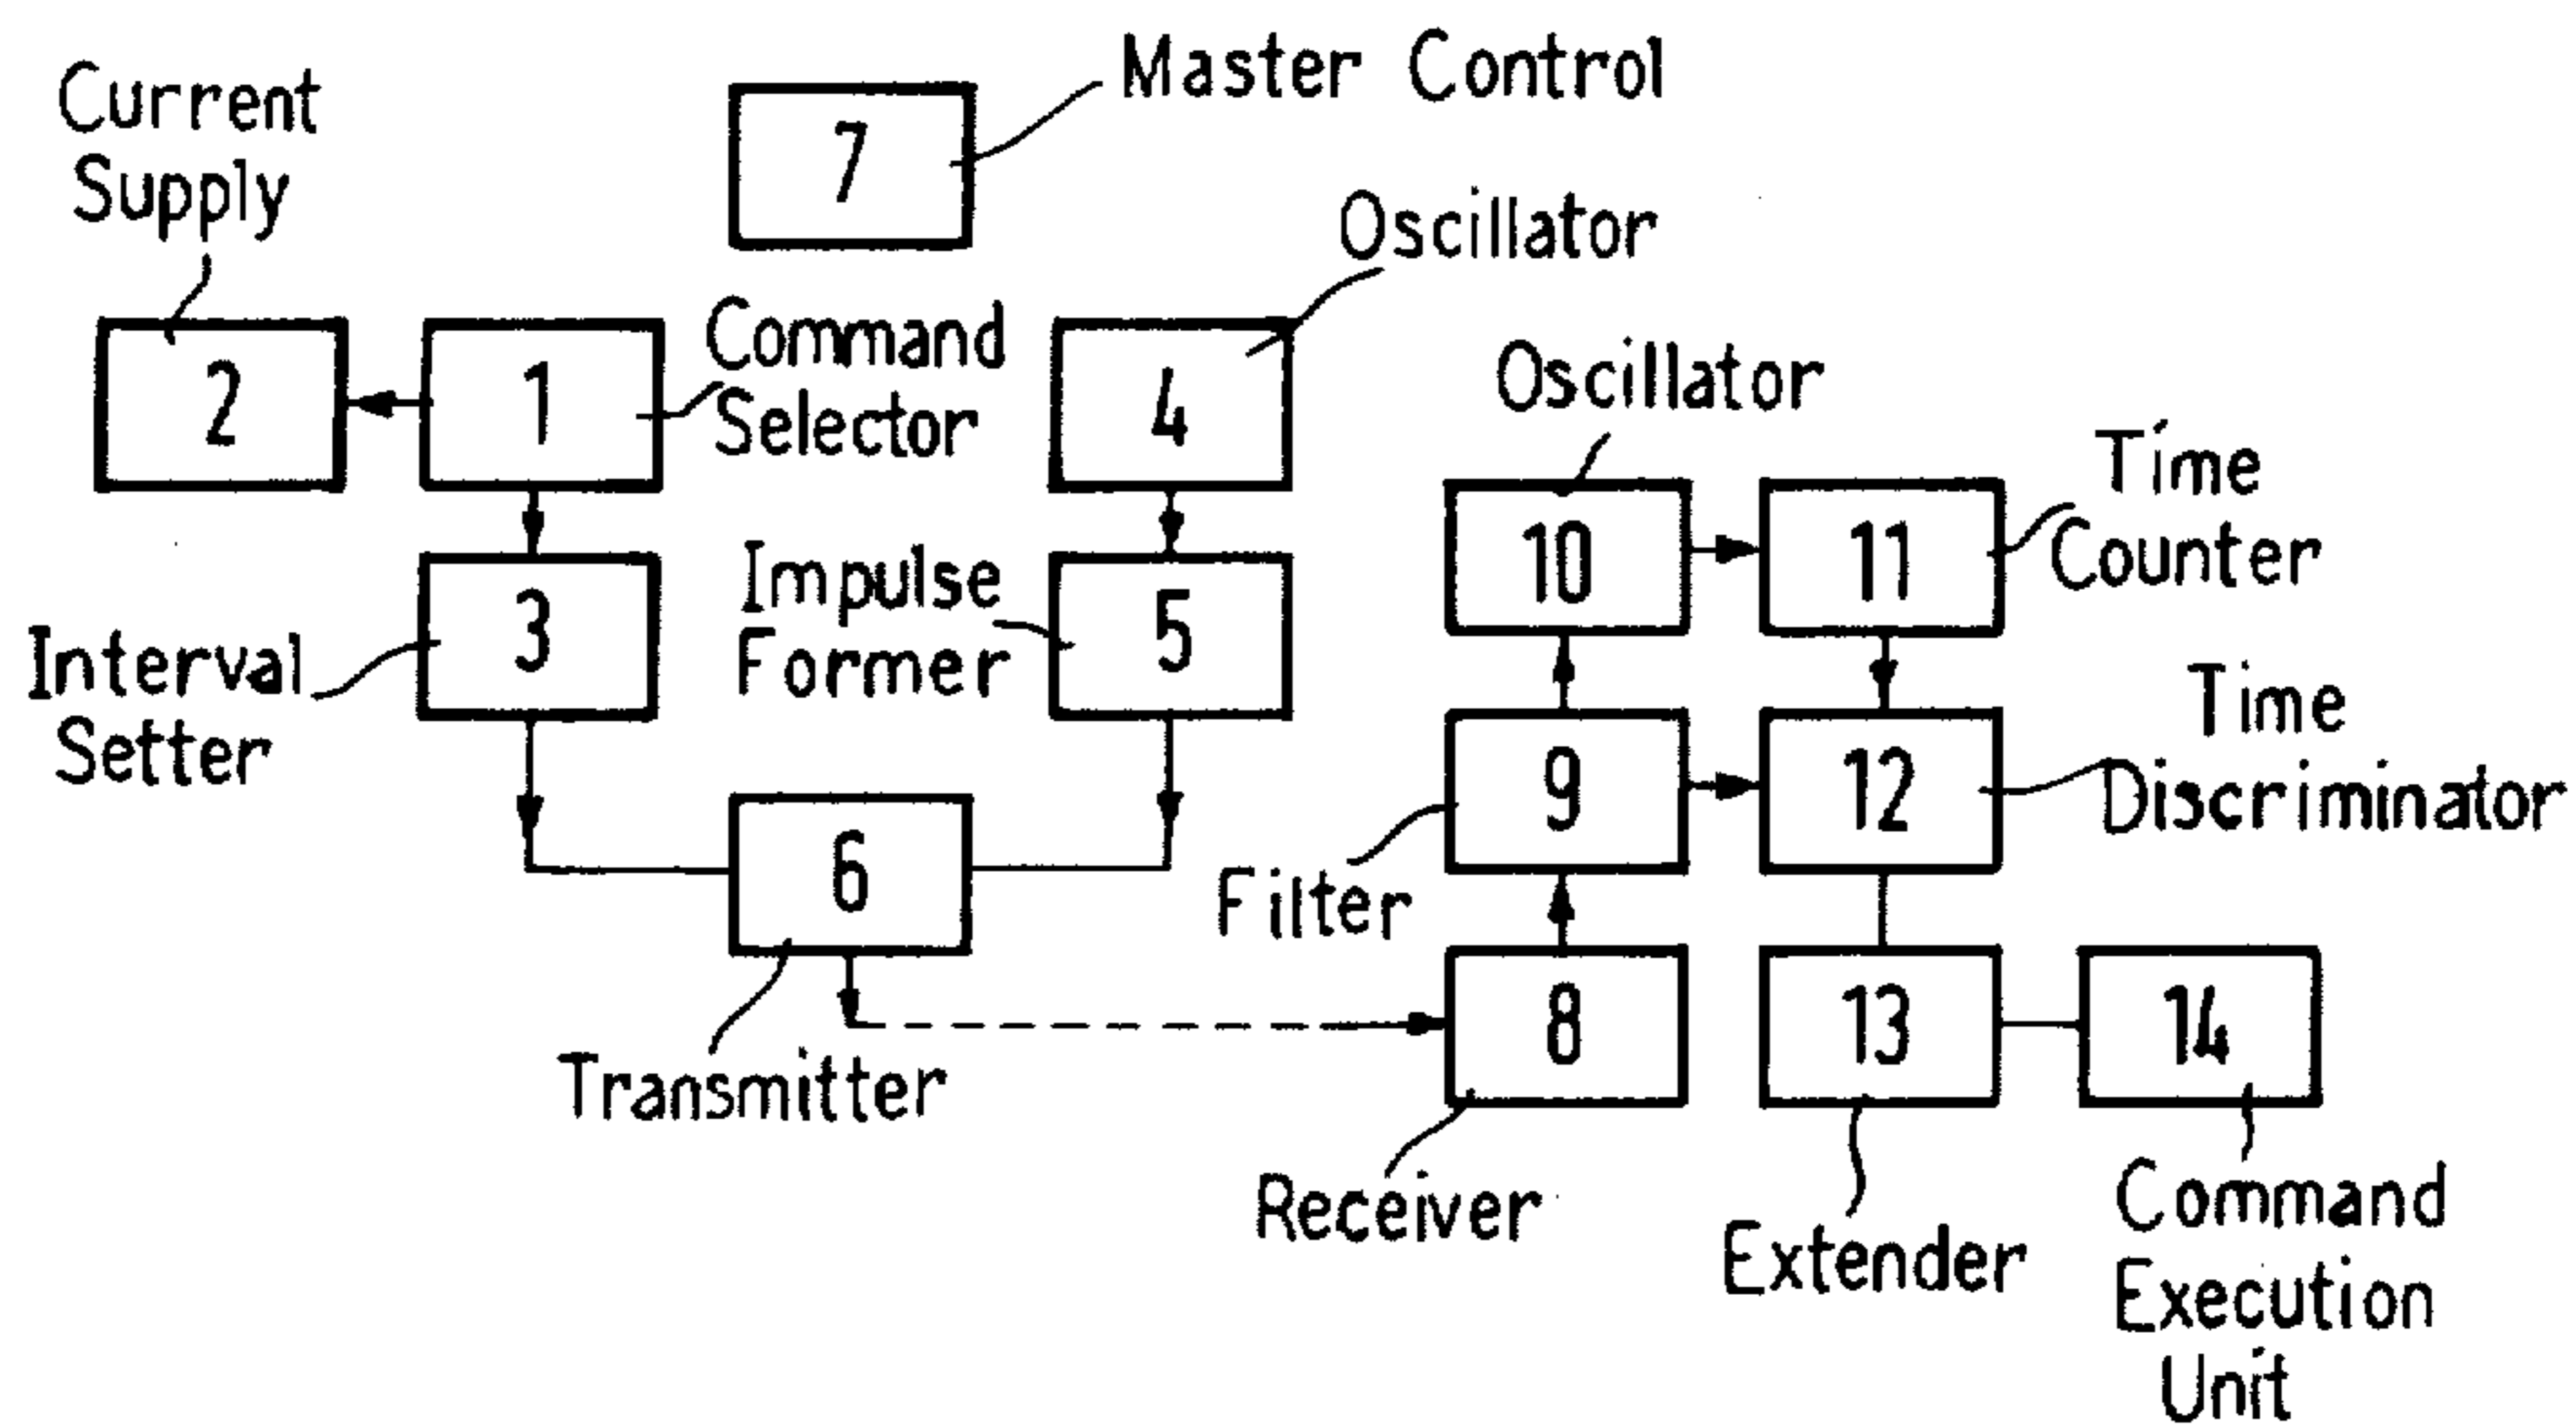 Master Control
7
Current
Supply
Oscillator
2
1
Command
Selector
4
Oscillator
Time
Counter
10
11
3
Interval
Setter
Impulse
Former
5
Time
Discriminator
9
12
6
Filter
Transmitter
8
13
14
Receiver
Extender
Command
Execution
Unit